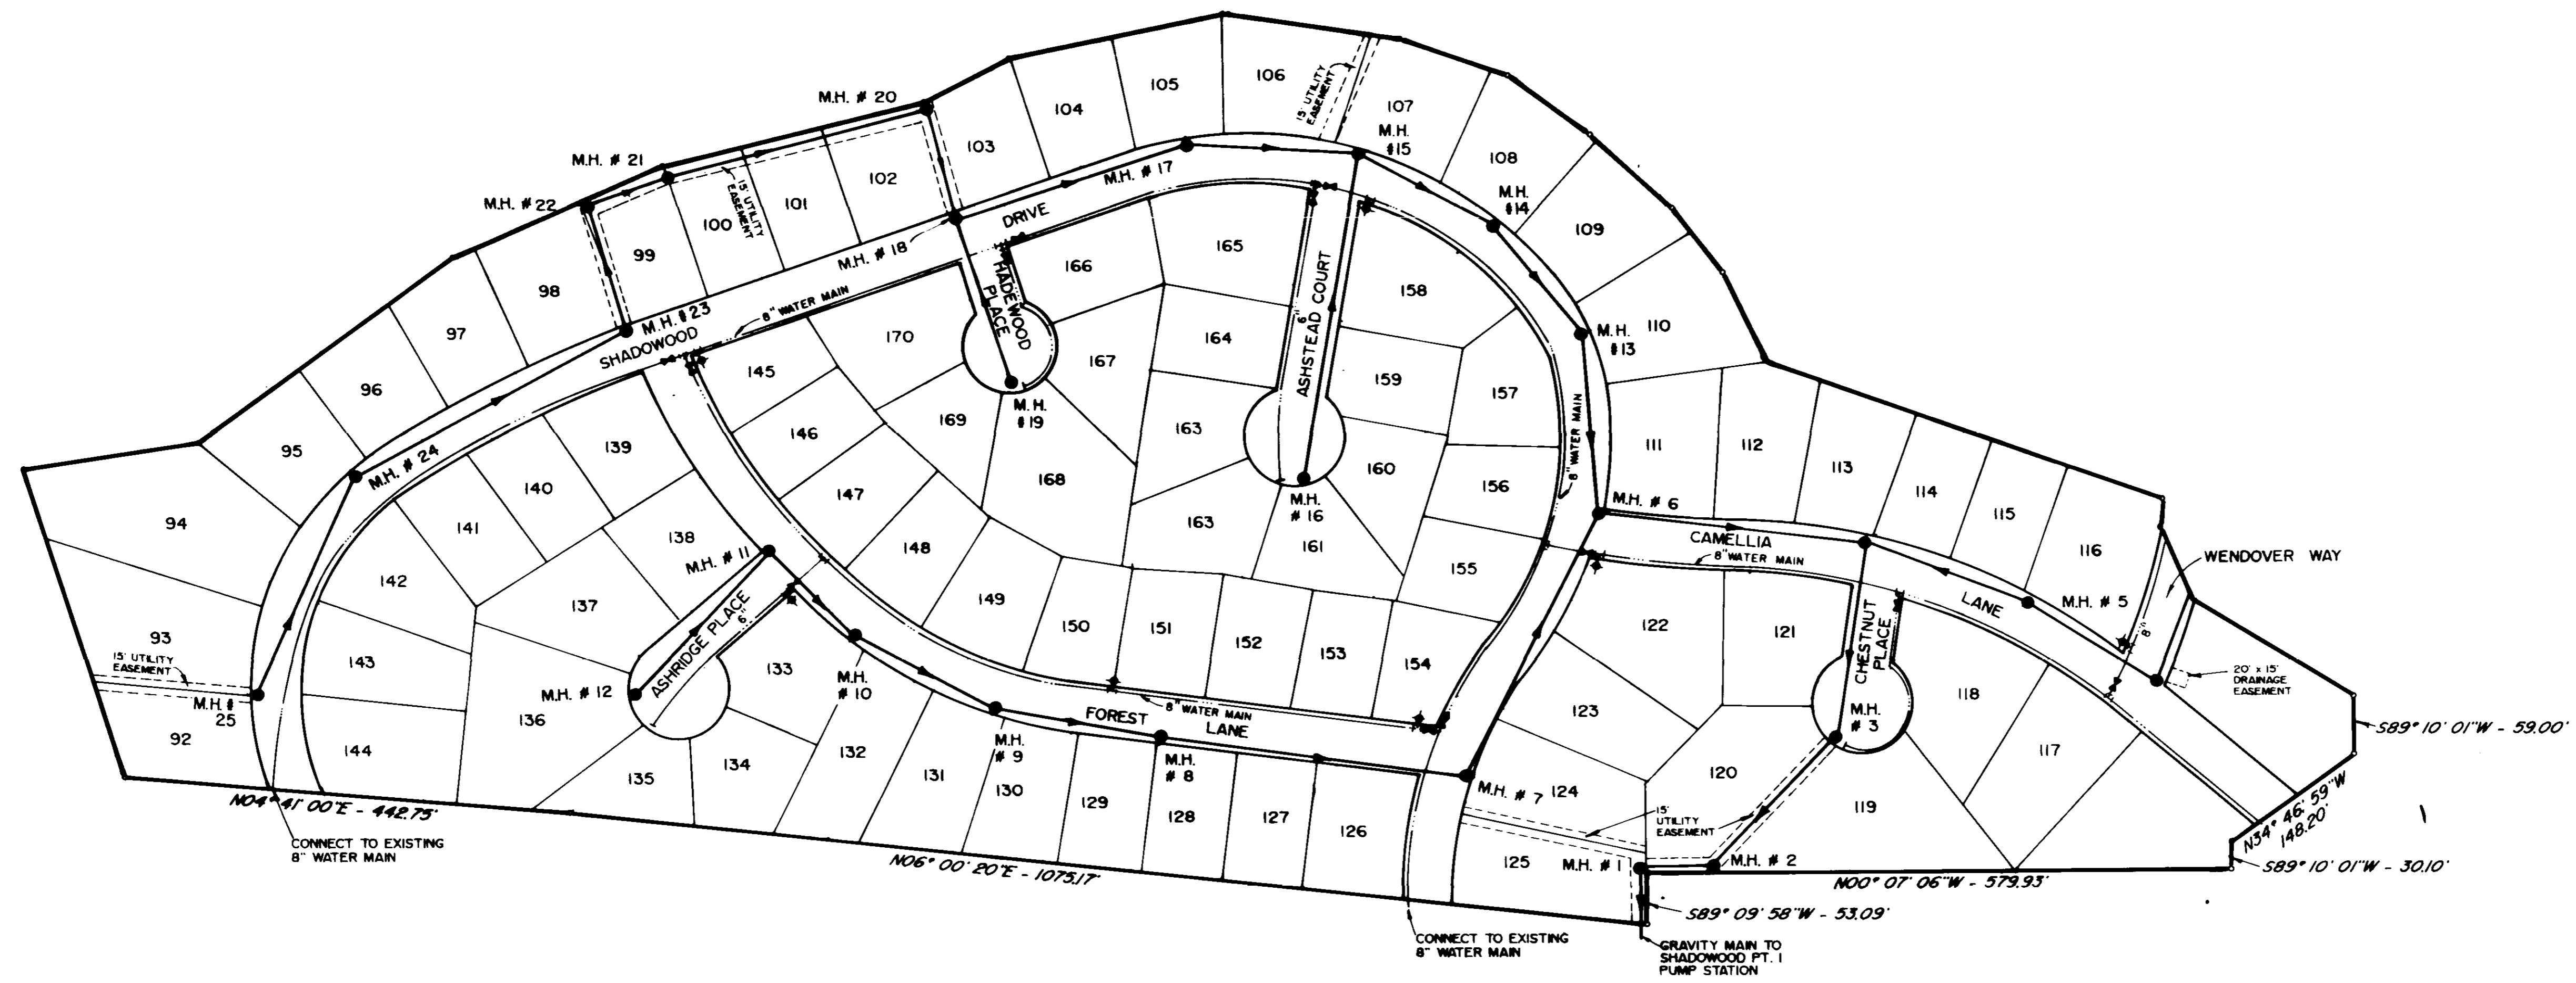 106
105
107
104
15' UTILITY
EASEMENT
M.H. # 20
M.H.
#15
103
M.H. # 21
108
102
M.H. # 17
15' UTILITY
EASEMENT
101
M.H.
#14
M.H. # 22
100
DRIVE
109
99
165
M.H. # 18
166
ASHSTEAD COURT
6"
98
SHADEWOOD
PLACE
158
8" WATER MAIN
M.H. #23
M.H.
#13
110
SHADOWOOD
97
170
164
167
145
159
157
96
M.H.
#19
8" WATER MAIN
169
163
146
111
112
95
139
M.H. # 24
160
113
168
156
140
147
114
M.H. # 6
M.H.
# 16
94
141
163
115
138
161
CAMELLIA
8" WATER MAIN
148
116
M.H. # 11
WENDOVER WAY
155
142
149
137
LANE
M.H. # 5
ASHRIDGE PLACE
6"
150
151
122
121
8"
93
152
153
CHESTNUT
PLACE
15' UTILITY
EASEMENT
143
133
154
20' x 15'
DRAINAGE
EASEMENT
M.H. # 12
M.H.
# 10
118
M.H. #
25
136
8" WATER MAIN
FOREST
LANE
123
M.H.
# 3
S89° 10' 01"W - 59.00'
92
144
132
M.H.
# 9
M.H.
# 8
117
134
135
131
130
120
129
M.H. # 7
124
119
N04° 41' 00"E - 442.75'
128
127
126
15'
UTILITY
EASEMENT
N34° 46' 59"W
148.20'
CONNECT TO EXISTING
8" WATER MAIN
N06° 00' 20"E - 1075.17'
125
M.H. # 1
M.H. # 2
S89° 10' 01"W - 30.10'
N00° 07' 06"W - 579.93'
S89° 09' 58"W - 53.09'
CONNECT TO EXISTING
8" WATER MAIN
GRAVITY MAIN TO
SHADOWOOD PT. 1
PUMP STATION